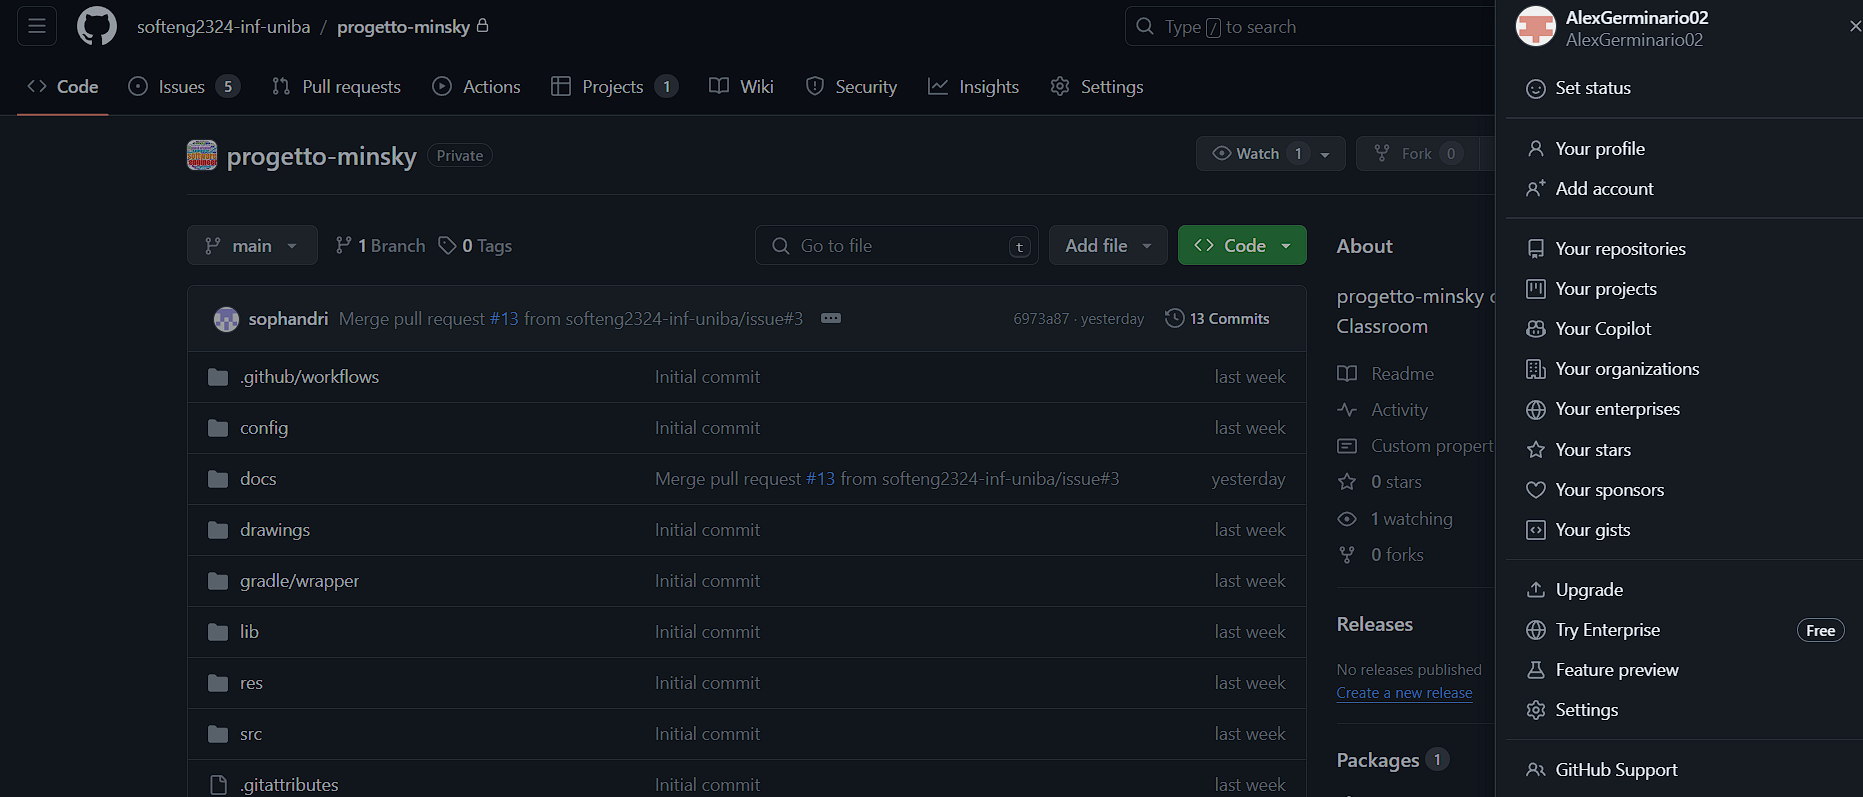 softeng2324-inf-uniba / progetto-minsky
Type / to search
Code Issues 5 Pull requests Actions Projects 1 Wiki Security Insights Settings
progetto-minsky Private
Watch 1 Fork 0
main 1 Branch 0 Tags
Go to file t Add file Code
sophandri Merge pull request #13 from softeng2324-inf-uniba/issue#3 6973a87 · yesterday 13 Commits
.github/workflows Initial commit last week
config Initial commit last week
docs Merge pull request #13 from softeng2324-inf-uniba/issue#3 yesterday
drawings Initial commit last week
gradle/wrapper Initial commit last week
lib Initial commit last week
res Initial commit last week
src Initial commit last week
.gitattributes Initial commit last week
About
progetto-minsky
Classroom
Readme
Activity
Custom propert
0 stars
1 watching
0 forks
Releases
No releases published
Create a new release
Packages 1
AlexGerminario02
AlexGerminario02
Set status
Your profile
Add account
Your repositories
Your projects
Your Copilot
Your organizations
Your enterprises
Your stars
Your sponsors
Your gists
Upgrade
Try Enterprise Free
Feature preview
Settings
GitHub Support